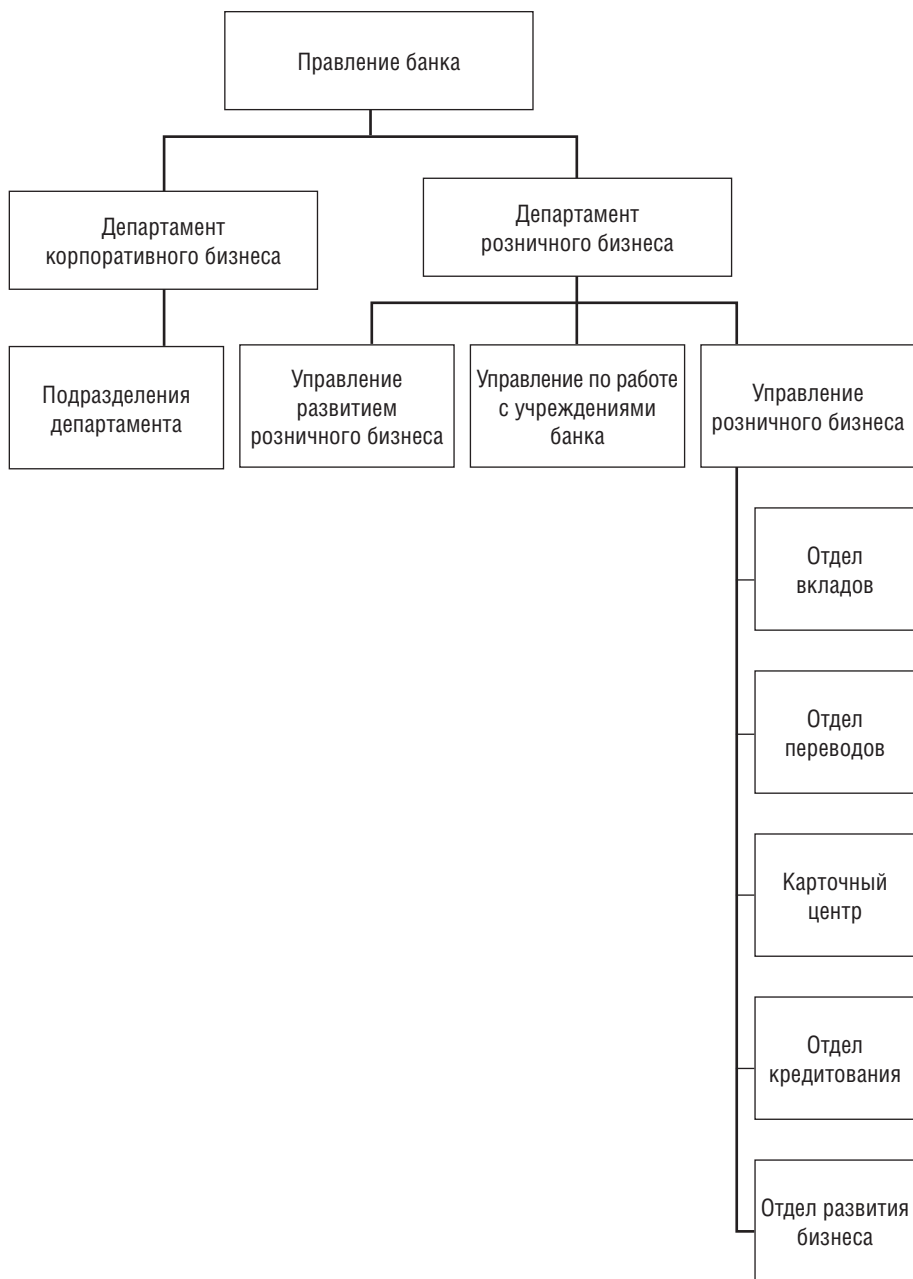 Правление банка
Департамент
корпоративного бизнеса
Департамент
розничного бизнеса
Подразделения
департамента
Управление
развитием
розничного бизнеса
Управление по работе
с учреждениями
банка
Управление
розничного бизнеса
Отдел
вкладов
Отдел
переводов
Карточный
центр
Отдел
кредитования
Отдел развития
бизнеса